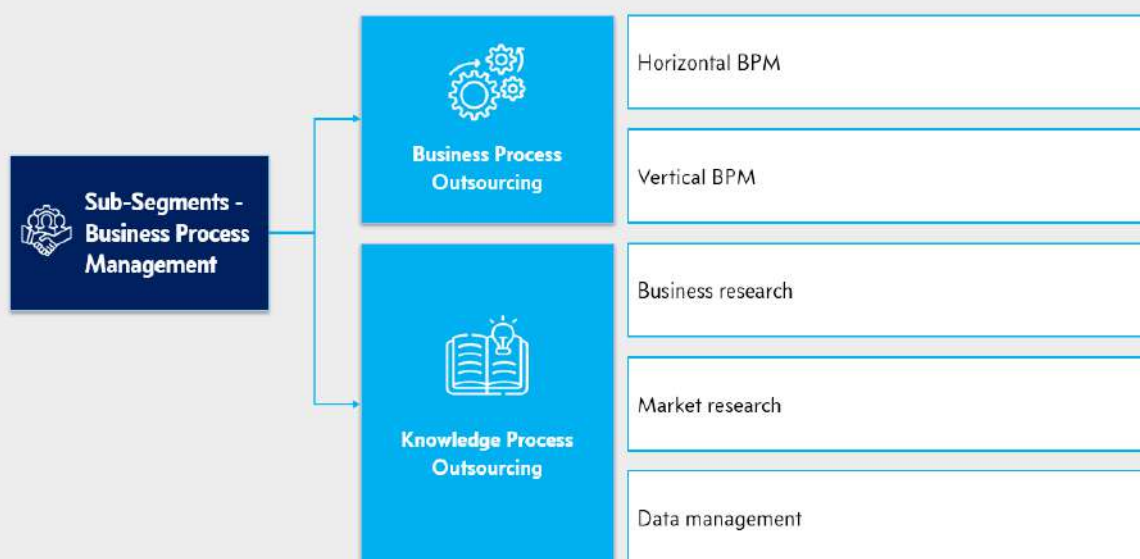 Sub-Segments -
Business Process
Management
Business Process
Outsourcing
Horizontal BPM
Vertical BPM
Knowledge Process
Outsourcing
Business research
Market research
Data management